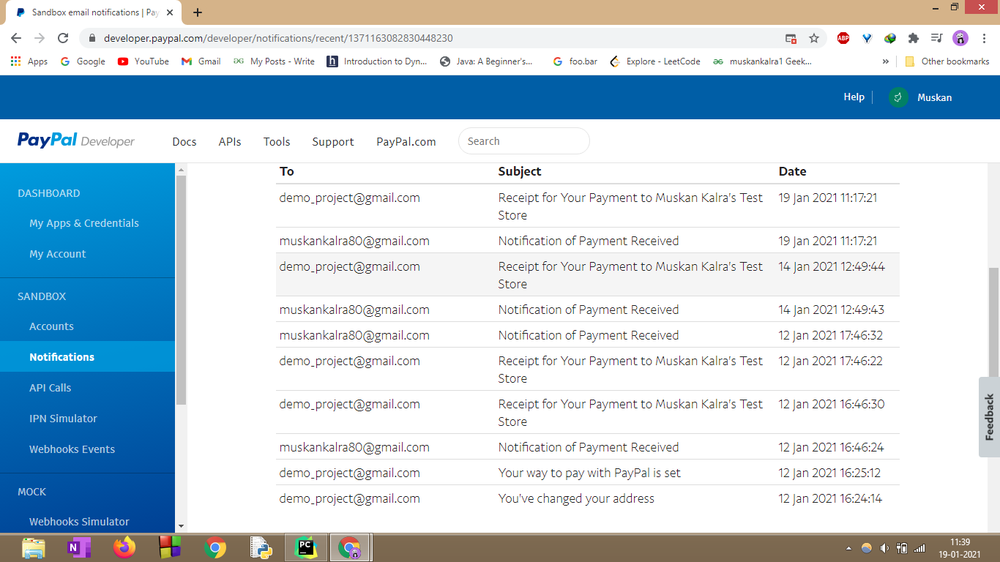 Sandbox email notifications | Pay
developer.paypal.com/developer/notifications/recent/1371163082830448230
ABP
Apps Google YouTube Gmail My Posts - Write Introduction to Dyn... Java: A Beginner's... foo.bar Explore - LeetCode muskankalra1 Geek... » Other bookmarks
Help Muskan
PayPal Developer Docs APIs Tools Support PayPal.com Search
DASHBOARD
My Apps & Credentials
My Account
SANDBOX
Accounts
Notifications
API Calls
IPN Simulator
Webhooks Events
MOCK
Webhooks Simulator
To Subject Date
demo_project@gmail.com Receipt for Your Payment to Muskan Kalra's Test 19 Jan 2021 11:17:21
Store
muskankalra80@gmail.com Notification of Payment Received 19 Jan 2021 11:17:21
demo_project@gmail.com Receipt for Your Payment to Muskan Kalra's Test 14 Jan 2021 12:49:44
Store
muskankalra80@gmail.com Notification of Payment Received 14 Jan 2021 12:49:43
muskankalra80@gmail.com Notification of Payment Received 12 Jan 2021 17:46:32
demo_project@gmail.com Receipt for Your Payment to Muskan Kalra's Test 12 Jan 2021 17:46:22
Store
demo_project@gmail.com Receipt for Your Payment to Muskan Kalra's Test 12 Jan 2021 16:46:30
Store
muskankalra80@gmail.com Notification of Payment Received 12 Jan 2021 16:46:24
demo_project@gmail.com Your way to pay with PayPal is set 12 Jan 2021 16:25:12
demo_project@gmail.com You've changed your address 12 Jan 2021 16:24:14
Feedback
N PC
11:39
19-01-2021